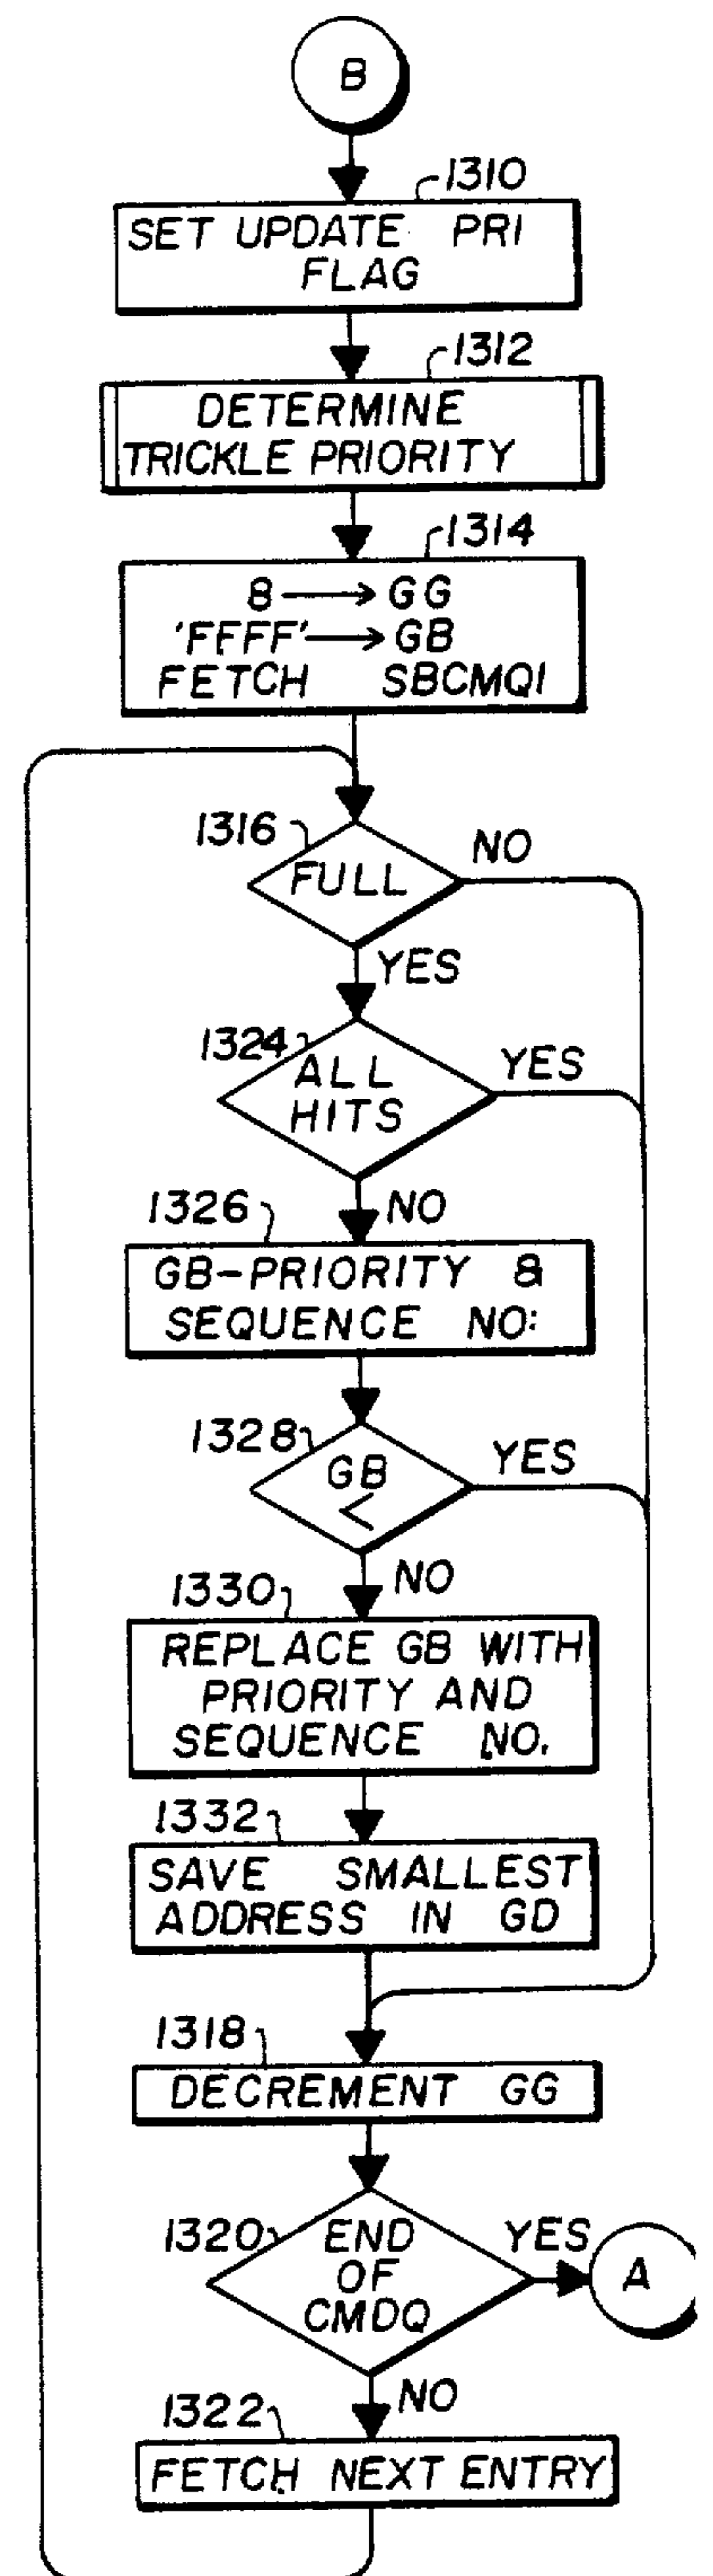 B
1310
SET UPDATE PRI
FLAG
1312
DETERMINE
TRICKLE PRIORITY
1314
8 → GG
'FFFF' → GB
FETCH SBCMQ1
1316
FULL
NO
YES
1324
ALL
HITS
YES
NO
1326
GB-PRIORITY &
SEQUENCE NO:
1328
GB
<
YES
NO
1330
REPLACE GB WITH
PRIORITY AND
SEQUENCE NO.
1332
SAVE SMALLEST
ADDRESS IN GD
1318
DECREMENT GG
1320
END
OF
CMDQ
YES
A
NO
1322
FETCH NEXT ENTRY